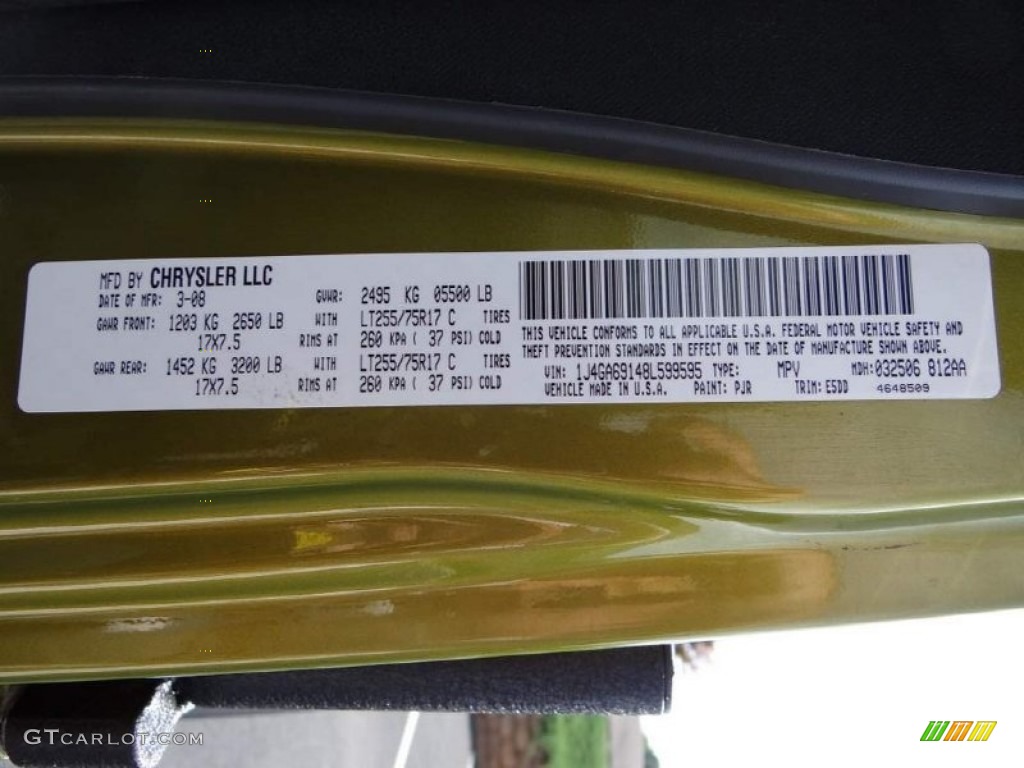 MFD BY CHRYSLER LLC
DATE OF MFR: 3-08 GVWR: 2495 KG 05500 LB
GAWR FRONT: 1203 KG 2650 LB WITH LT255/75R17 C TIRES
17X7.5 RIMS AT 260 KPA ( 37 PSI) COLD
GAWR REAR: 1452 KG 3200 LB WITH LT255/75R17 C TIRES
17X7.5 RIMS AT 260 KPA ( 37 PSI) COLD
THIS VEHICLE CONFORMS TO ALL APPLICABLE U.S.A. FEDERAL MOTOR VEHICLE SAFETY AND
THEFT PREVENTION STANDARDS IN EFFECT ON THE DATE OF MANUFACTURE SHOWN ABOVE.
VIN: 1J4GA69148L599595 TYPE: MPV MDH: 032506 812AA
VEHICLE MADE IN U.S.A. PAINT: PJR TRIM: E5DD 4648509
GTCARLOT.COM